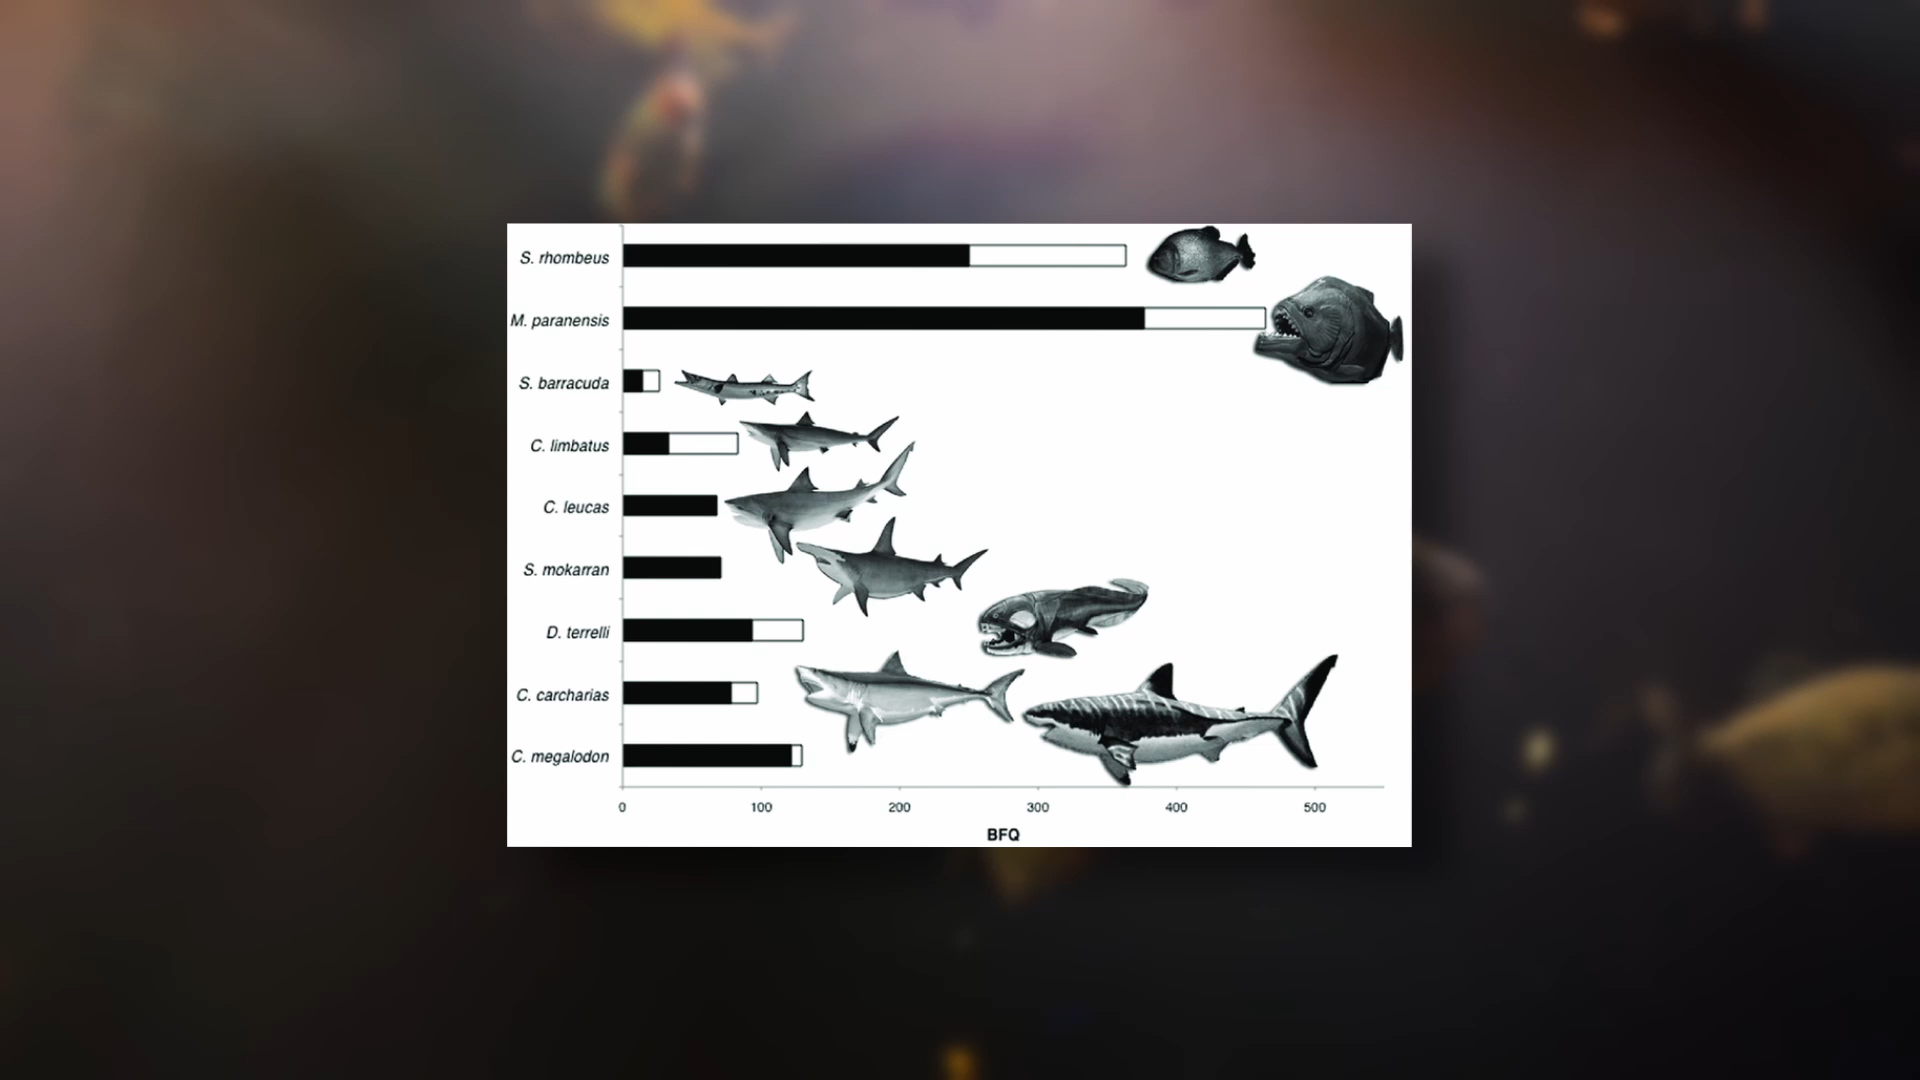 S. rhombeus
M. paranensis
S. barracuda
C. limbatus
C. leucas
S. mokarran
D. terrelli
C. carcharias
C. megalodon
0 100 200 300 400 500
BFQ